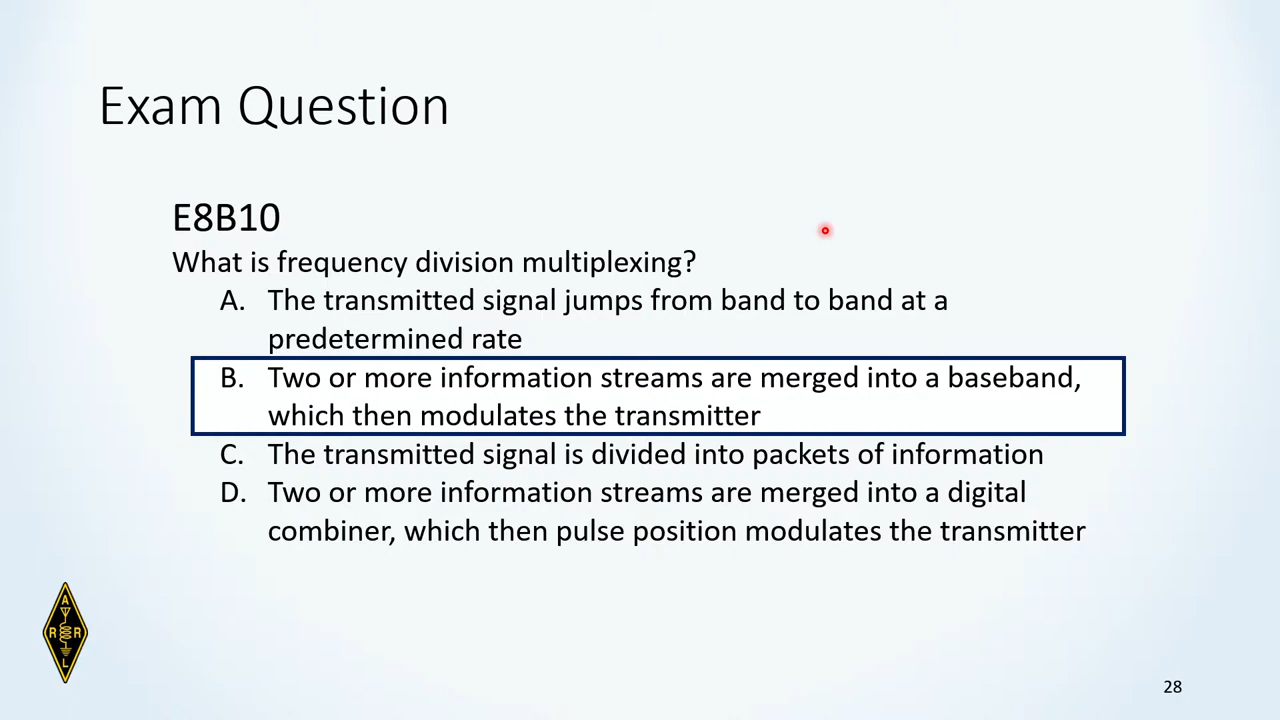 Exam Question
E8B10
What is frequency division multiplexing?
A. The transmitted signal jumps from band to band at a
predetermined rate
B. Two or more information streams are merged into a baseband,
which then modulates the transmitter
C. The transmitted signal is divided into packets of information
D. Two or more information streams are merged into a digital
combiner, which then pulse position modulates the transmitter
A
R R
L
28